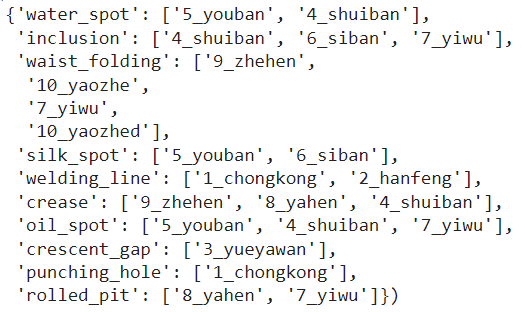 {'water_spot': ['5_youban', '4_shuiban'],
'inclusion': ['4_shuiban', '6_siban', '7_yiwu'],
'waist_folding': ['9_zhehen',
'10_yaozhe',
'7_yiwu',
'10_yaozhed'],
'silk_spot': ['5_youban', '6_siban'],
'welding_line': ['1_chongkong', '2_hanfeng'],
'crease': ['9_zhehen', '8_yahen', '4_shuiban'],
'oil_spot': ['5_youban', '4_shuiban', '7_yiwu'],
'crescent_gap': ['3_yueyawan'],
'punching_hole': ['1_chongkong'],
'rolled_pit': ['8_yahen', '7_yiwu']})